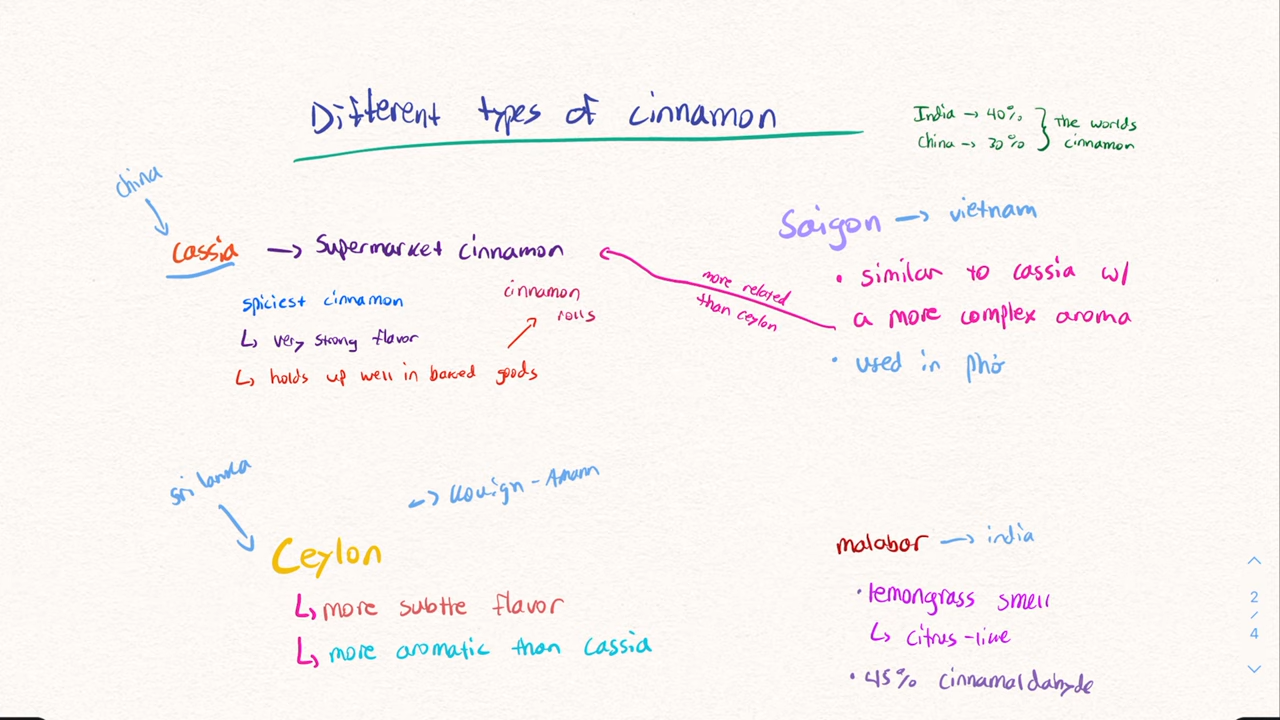 Different types of cinnamon
India → 40% } the worlds
China → 30% } cinnamon
china
cassia → Supermarket cinnamon
spiciest cinnamon
↳ very strong flavor
↳ holds up well in baked goods
cinnamon
rolls
Saigon → vietnam
• similar to cassia w/
a more complex aroma
• used in phở
more related
than ceylon
sri lanka
→ Kouign-Amann
Ceylon
↳ more subtle flavor
↳ more aromatic than cassia
malabar → india
• lemongrass smell
↳ citrus-like
• 45% cinnamaldahyde
2
/
4